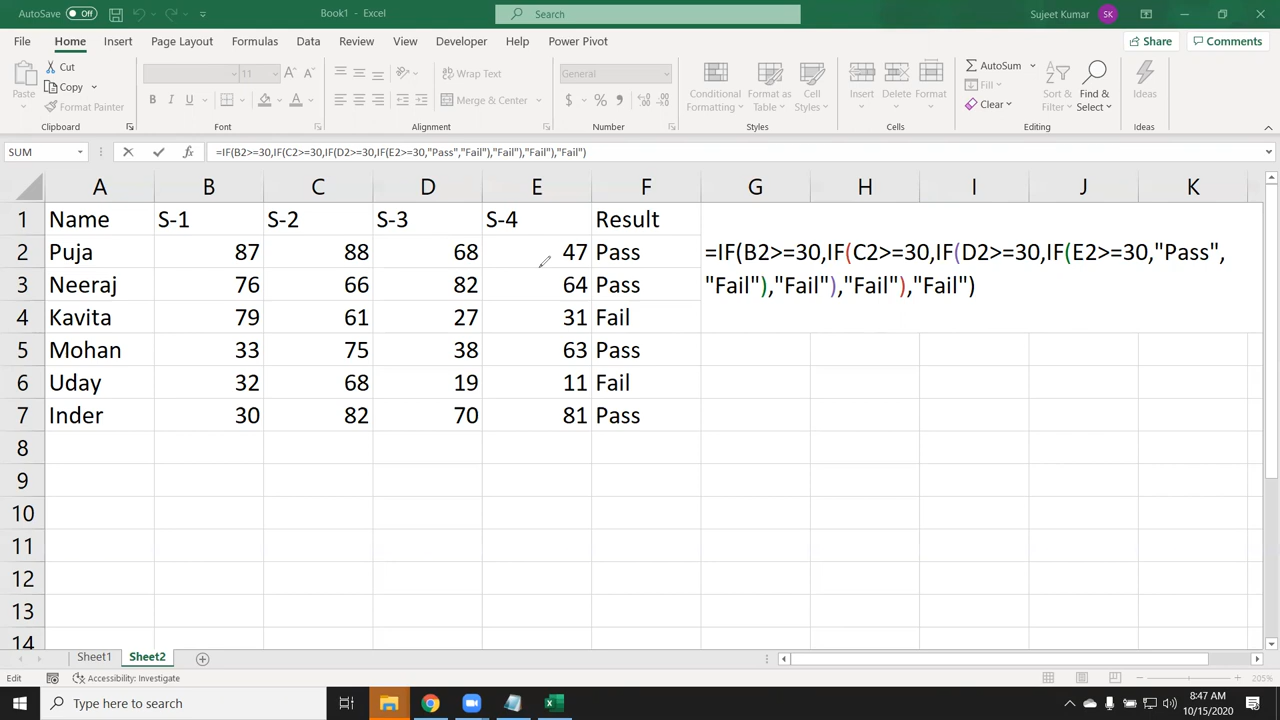 AutoSave Off Book1 - Excel Search Sujeet Kumar SK
File Home Insert Page Layout Formulas Data Review View Developer Help Power Pivot Share Comments
Paste Cut Copy Format Painter
11 A A B I U A
ab Wrap Text Merge & Center
General $ % ,
Conditional Formatting Format as Table Cell Styles
Insert Delete Format
AutoSum Fill Clear Sort & Filter Find & Select Ideas
Clipboard Font Alignment Number Styles Cells Editing Ideas
SUM fx =IF(B2>=30,IF(C2>=30,IF(D2>=30,IF(E2>=30,"Pass","Fail"),"Fail"),"Fail"),"Fail")
A B C D E F G H I J K
1 Name S-1 S-2 S-3 S-4 Result
2 Puja 87 88 68 47 Pass =IF(B2>=30,IF(C2>=30,IF(D2>=30,IF(E2>=30,"Pass",
3 Neeraj 76 66 82 64 Pass "Fail"),"Fail"),"Fail"),"Fail")
4 Kavita 79 61 27 31 Fail
5 Mohan 33 75 38 63 Pass
6 Uday 32 68 19 11 Fail
7 Inder 30 82 70 81 Pass
8
9
10
11
12
13
14
Sheet1 Sheet2
Edit Accessibility: Investigate 205%
Type here to search 8:47 AM
10/15/2020